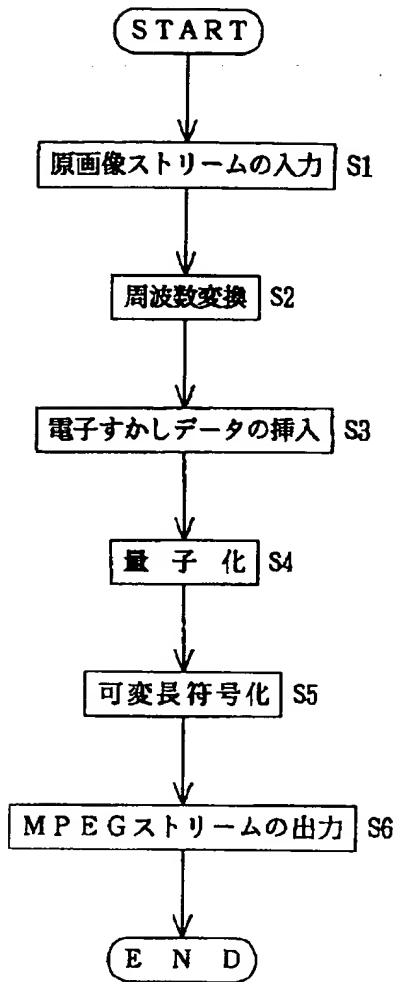 START
原画像ストリームの入力 S1
周波数変換 S2
電子すかしデータの挿入 S3
量子化 S4
可変長符号化 S5
MPEGストリームの出力 S6
END